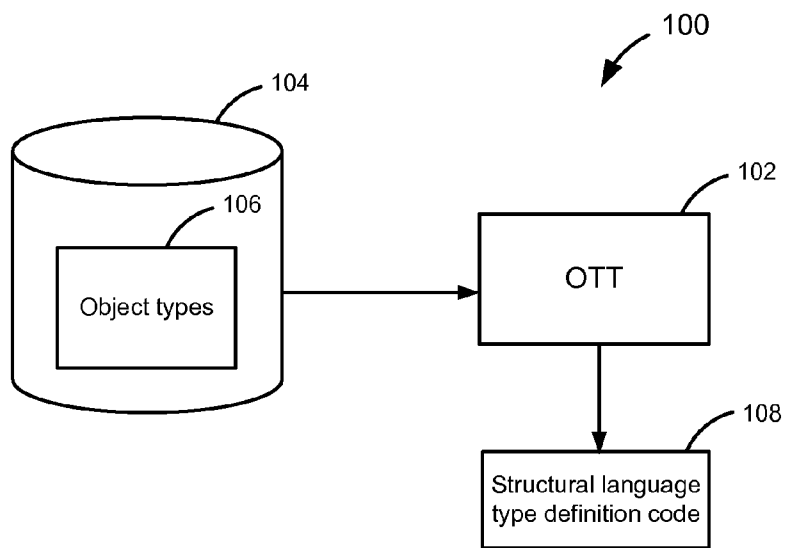 100
104
102
106
Object types
OTT
108
Structural language
type definition code